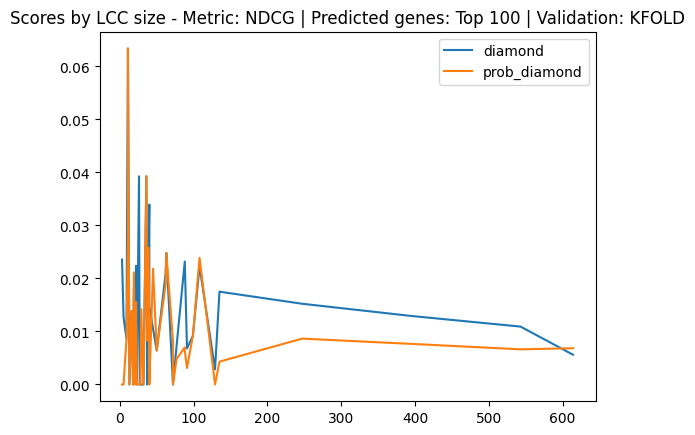 Scores by LCC size - Metric: NDCG | Predicted genes: Top 100 | Validation: KFOLD
diamond
prob_diamond
0.06
0.05
0.04
0.03
0.02
0.01
0.00
0 100 200 300 400 500 600